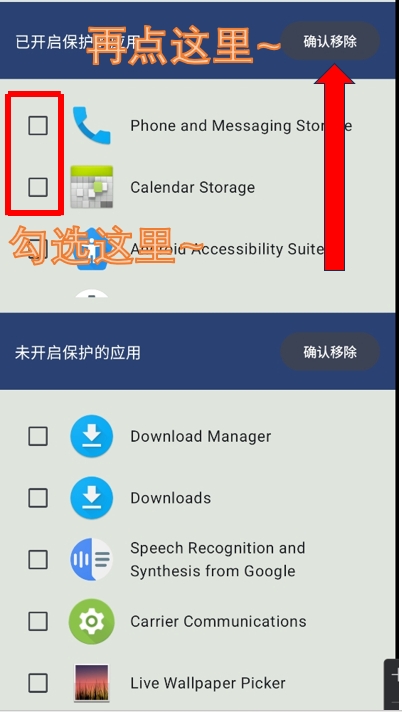 已开启保护的应用
再点这里~
确认移除
Phone and Messaging Storage
Calendar Storage
勾选这里~
Android Accessibility Suite
未开启保护的应用
确认移除
Download Manager
Downloads
Speech Recognition and
Synthesis from Google
Carrier Communications
Live Wallpaper Picker